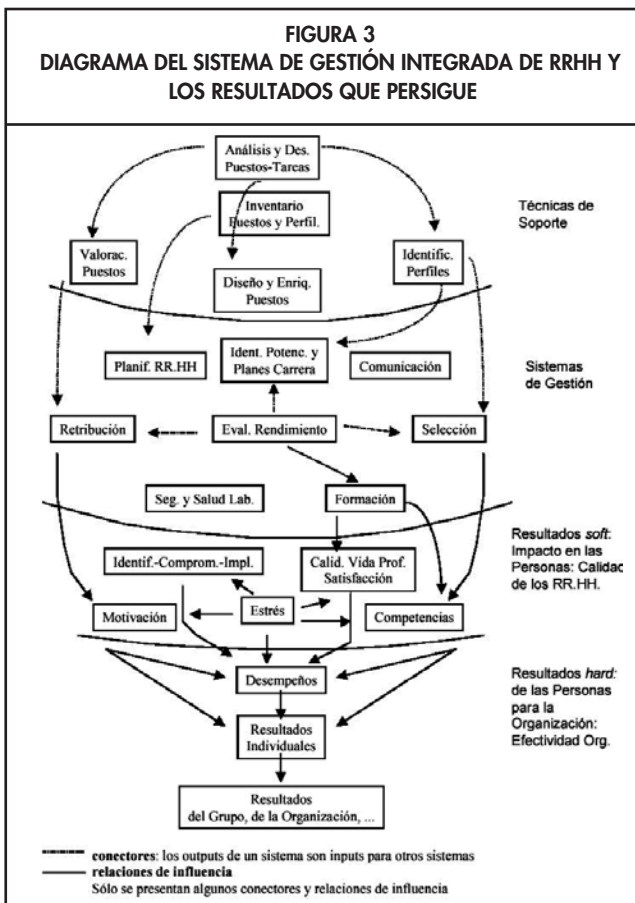 FIGURA 3
DIAGRAMA DEL SISTEMA DE GESTIÓN INTEGRADA DE RRHH Y
LOS RESULTADOS QUE PERSIGUE
Análisis y Des.
Puestos-Tareas
Inventario
Puestos y Perfil.
Técnicas de
Soporte
Valorac.
Puestos
Identific.
Perfiles
Diseño y Enriq.
Puestos
Planif. RR.HH
Ident. Potenc. y
Planes Carrera
Comunicación
Sistemas
de Gestión
Retribución
Eval. Rendimiento
Selección
Seg. y Salud Lab.
Formación
Resultados soft:
Impacto en las
Personas: Calidad
de los RR.HH.
Identif.-Comprom.-Impl.
Calid. Vida Prof.
Satisfacción
Motivación
Estrés
Competencias
Resultados hard:
de las Personas
para la
Organización:
Efectividad Org.
Desempeños
Resultados
Individuales
Resultados
del Grupo, de la Organización, ...
conectores: los outputs de un sistema son inputs para otros sistemas
relaciones de influencia
Sólo se presentan algunos conectores y relaciones de influencia